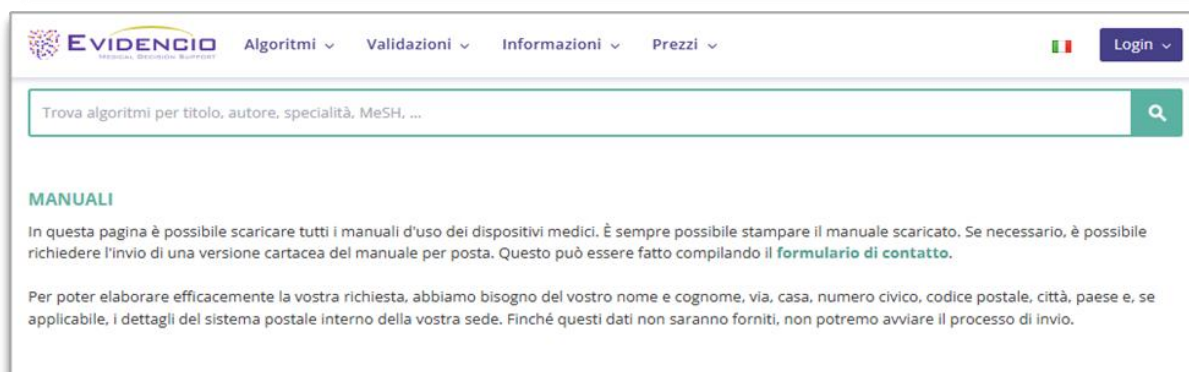 EVIDENCIO
MEDICAL DECISION SUPPORT
Algoritmi
Validazioni
Informazioni
Prezzi
Login
Trova algoritmi per titolo, autore, specialità, MeSH, ...
MANUALI
In questa pagina è possibile scaricare tutti i manuali d'uso dei dispositivi medici. È sempre possibile stampare il manuale scaricato. Se necessario, è possibile
richiedere l'invio di una versione cartacea del manuale per posta. Questo può essere fatto compilando il formulario di contatto.
Per poter elaborare efficacemente la vostra richiesta, abbiamo bisogno del vostro nome e cognome, via, casa, numero civico, codice postale, città, paese e, se
applicabile, i dettagli del sistema postale interno della vostra sede. Finché questi dati non saranno forniti, non potremo avviare il processo di invio.